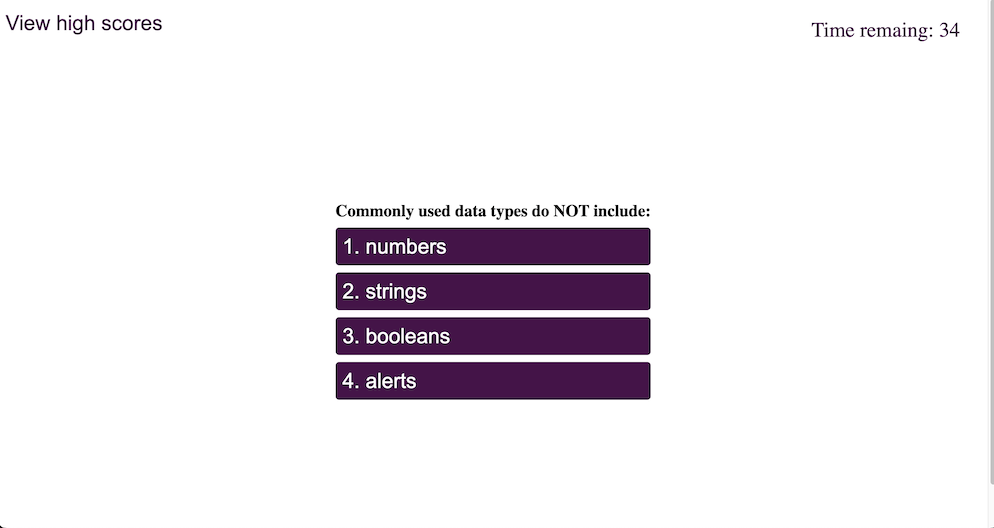 View high scores
Time remaing: 34
Commonly used data types do NOT include:
1. numbers
2. strings
3. booleans
4. alerts